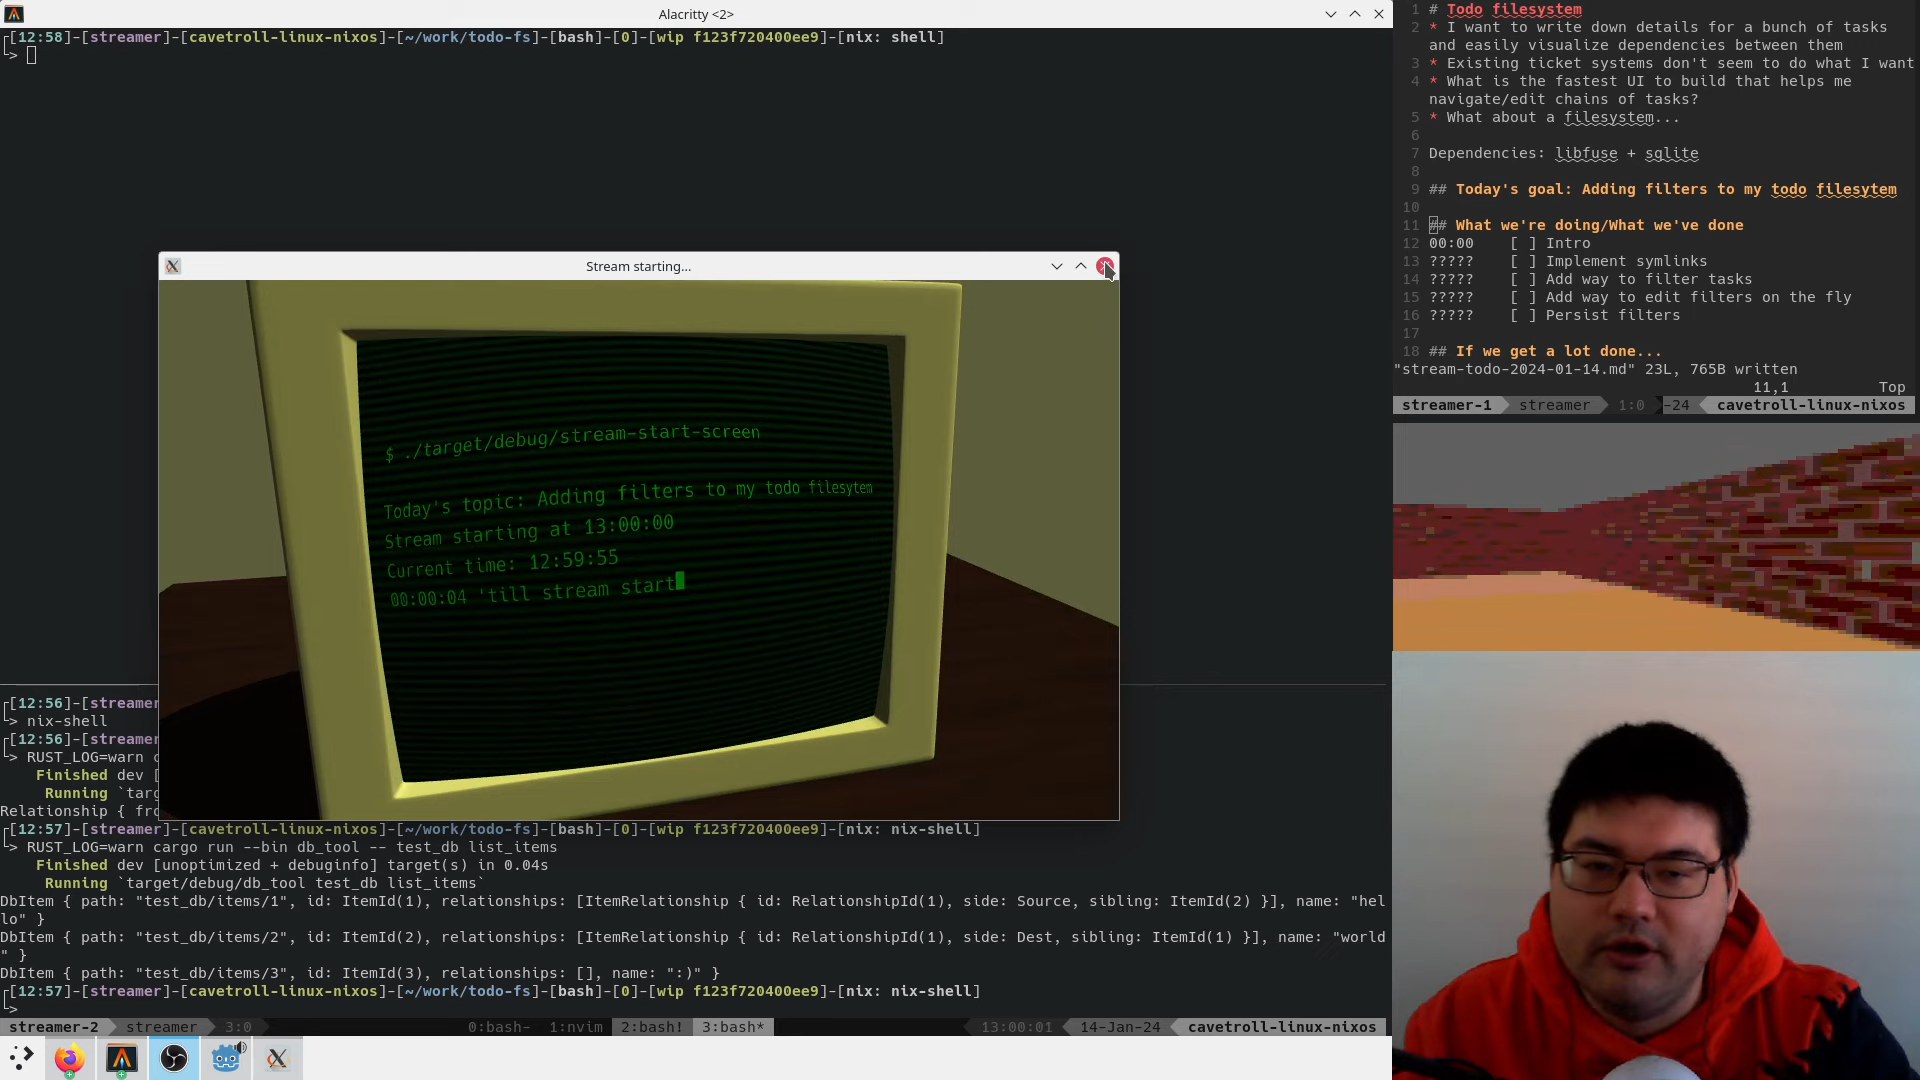 Alacritty <2>
┌[12:58]-[streamer]-[cavetroll-linux-nixos]-[~/work/todo-fs]-[bash]-[0]-[wip f123f720400ee9]-[nix: shell]
└>
Stream starting...
$ ./target/debug/stream-start-screen
Today's topic: Adding filters to my todo filesytem
Stream starting at 13:00:00
Current time: 12:59:55
00:00:04 'till stream start
┌[12:56]-[streamer
└> nix-shell
┌[12:56]-[streamer
└> RUST_LOG=warn c
Finished dev [
Running `targ
Relationship { fro
┌[12:57]-[streamer]-[cavetroll-linux-nixos]-[~/work/todo-fs]-[bash]-[0]-[wip f123f720400ee9]-[nix: nix-shell]
└> RUST_LOG=warn cargo run --bin db_tool -- test_db list_items
Finished dev [unoptimized + debuginfo] target(s) in 0.04s
Running `target/debug/db_tool test_db list_items`
DbItem { path: "test_db/items/1", id: ItemId(1), relationships: [ItemRelationship { id: RelationshipId(1), side: Source, sibling: ItemId(2) }], name: "hel
lo" }
DbItem { path: "test_db/items/2", id: ItemId(2), relationships: [ItemRelationship { id: RelationshipId(1), side: Dest, sibling: ItemId(1) }], name: "world
" }
DbItem { path: "test_db/items/3", id: ItemId(3), relationships: [], name: ":)" }
┌[12:57]-[streamer]-[cavetroll-linux-nixos]-[~/work/todo-fs]-[bash]-[0]-[wip f123f720400ee9]-[nix: nix-shell]
└>
streamer-2 streamer 3:0 0:bash- 1:nvim 2:bash! 3:bash* 13:00:01 14-Jan-24 cavetroll-linux-nixos
1 # Todo filesystem
2 * I want to write down details for a bunch of tasks
and easily visualize dependencies between them
3 * Existing ticket systems don't seem to do what I want
4 * What is the fastest UI to build that helps me
navigate/edit chains of tasks?
5 * What about a filesystem...
6
7 Dependencies: libfuse + sqlite
8
9 ## Today's goal: Adding filters to my todo filesytem
10
11 ## What we're doing/What we've done
12 00:00 [ ] Intro
13 ????? [ ] Implement symlinks
14 ????? [ ] Add way to filter tasks
15 ????? [ ] Add way to edit filters on the fly
16 ????? [ ] Persist filters
17
18 ## If we get a lot done...
"stream-todo-2024-01-14.md" 23L, 765B written
11,1 Top
streamer-1 streamer 1:0 -24 cavetroll-linux-nixos